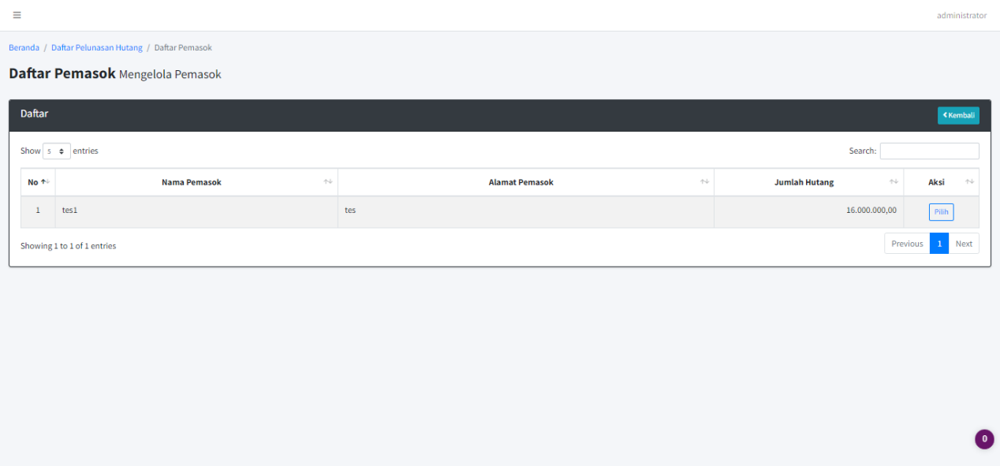 administrator
Beranda / Daftar Pelunasan Hutang / Daftar Pemasok
Daftar Pemasok Mengelola Pemasok
Daftar Kembali
Show 5 entries Search:
No Nama Pemasok Alamat Pemasok Jumlah Hutang Aksi
1 tes1 tes 16.000.000,00 Pilih
Showing 1 to 1 of 1 entries Previous 1 Next
0